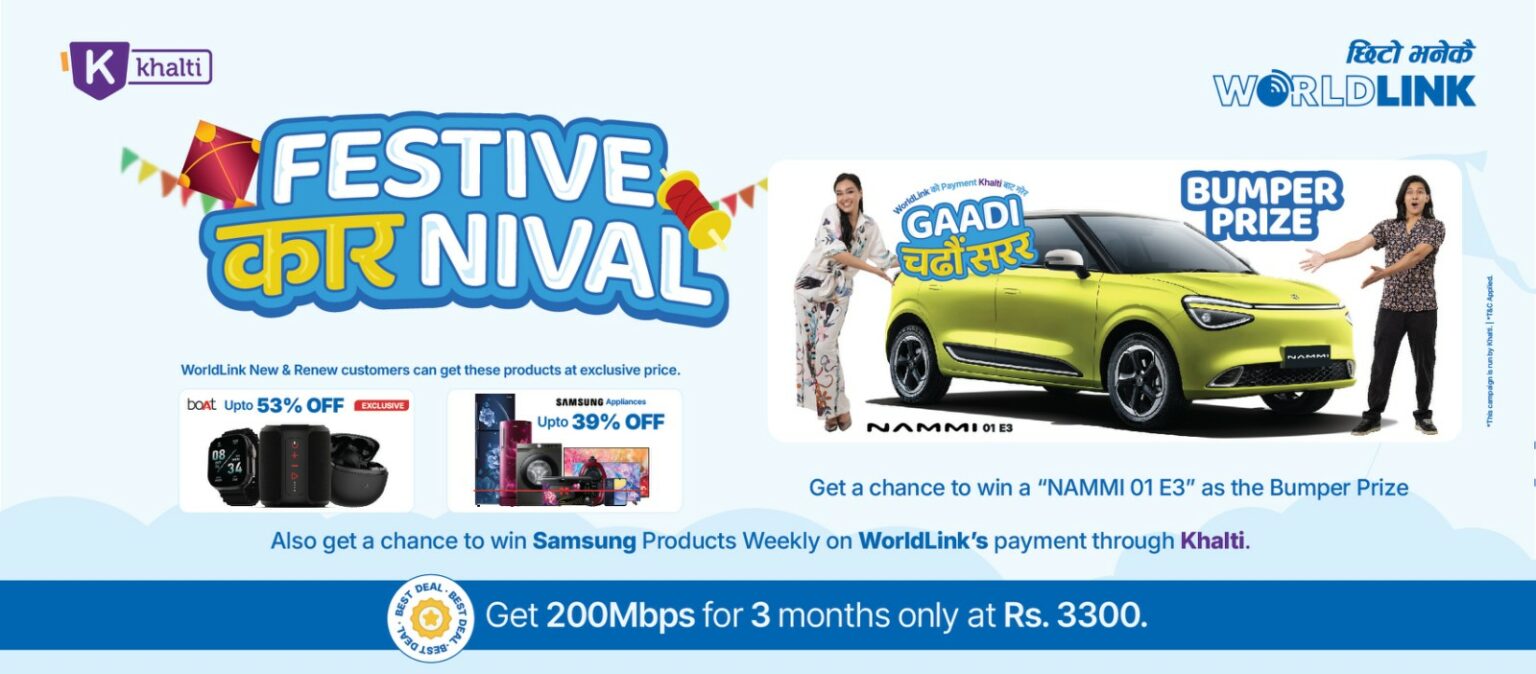 K khalti
छिटो भनेकै
WORLDLINK
FESTIVE
कार NIVAL
WorldLink को Payment Khalti बाट गरेर
GAADI
चढौं सरर
BUMPER
PRIZE
NAMMI
NAMMI 01 E3
*This campaign is run by Khalti. | *T&C Applied.
WorldLink New & Renew customers can get these products at exclusive price.
boAt Upto 53% OFF EXCLUSIVE
08
34
SAMSUNG Appliances
Upto 39% OFF
Get a chance to win a “NAMMI 01 E3” as the Bumper Prize
Also get a chance to win Samsung Products Weekly on WorldLink’s payment through Khalti.
BEST DEAL · BEST DEAL · BEST DEAL ·
Get 200Mbps for 3 months only at Rs. 3300.